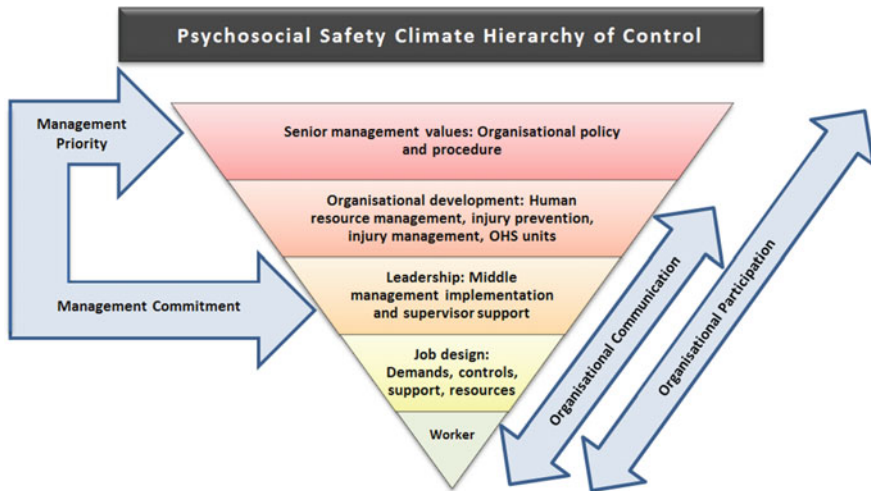 Psychosocial Safety Climate Hierarchy of Control
Management
Priority
Senior management values: Organisational policy
and procedure
Organisational development: Human
resource management, injury prevention,
injury management, OHS units
Management Commitment
Leadership: Middle
management implementation
and supervisor support
Job design:
Demands, controls,
support, resources
Worker
Organisational Communication
Organisational Participation